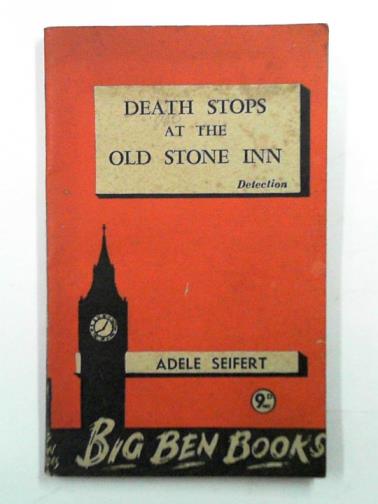 DEATH STOPS
AT THE
OLD STONE INN
Detection
ADELE SEIFERT
9D
BIG BEN BOOKS